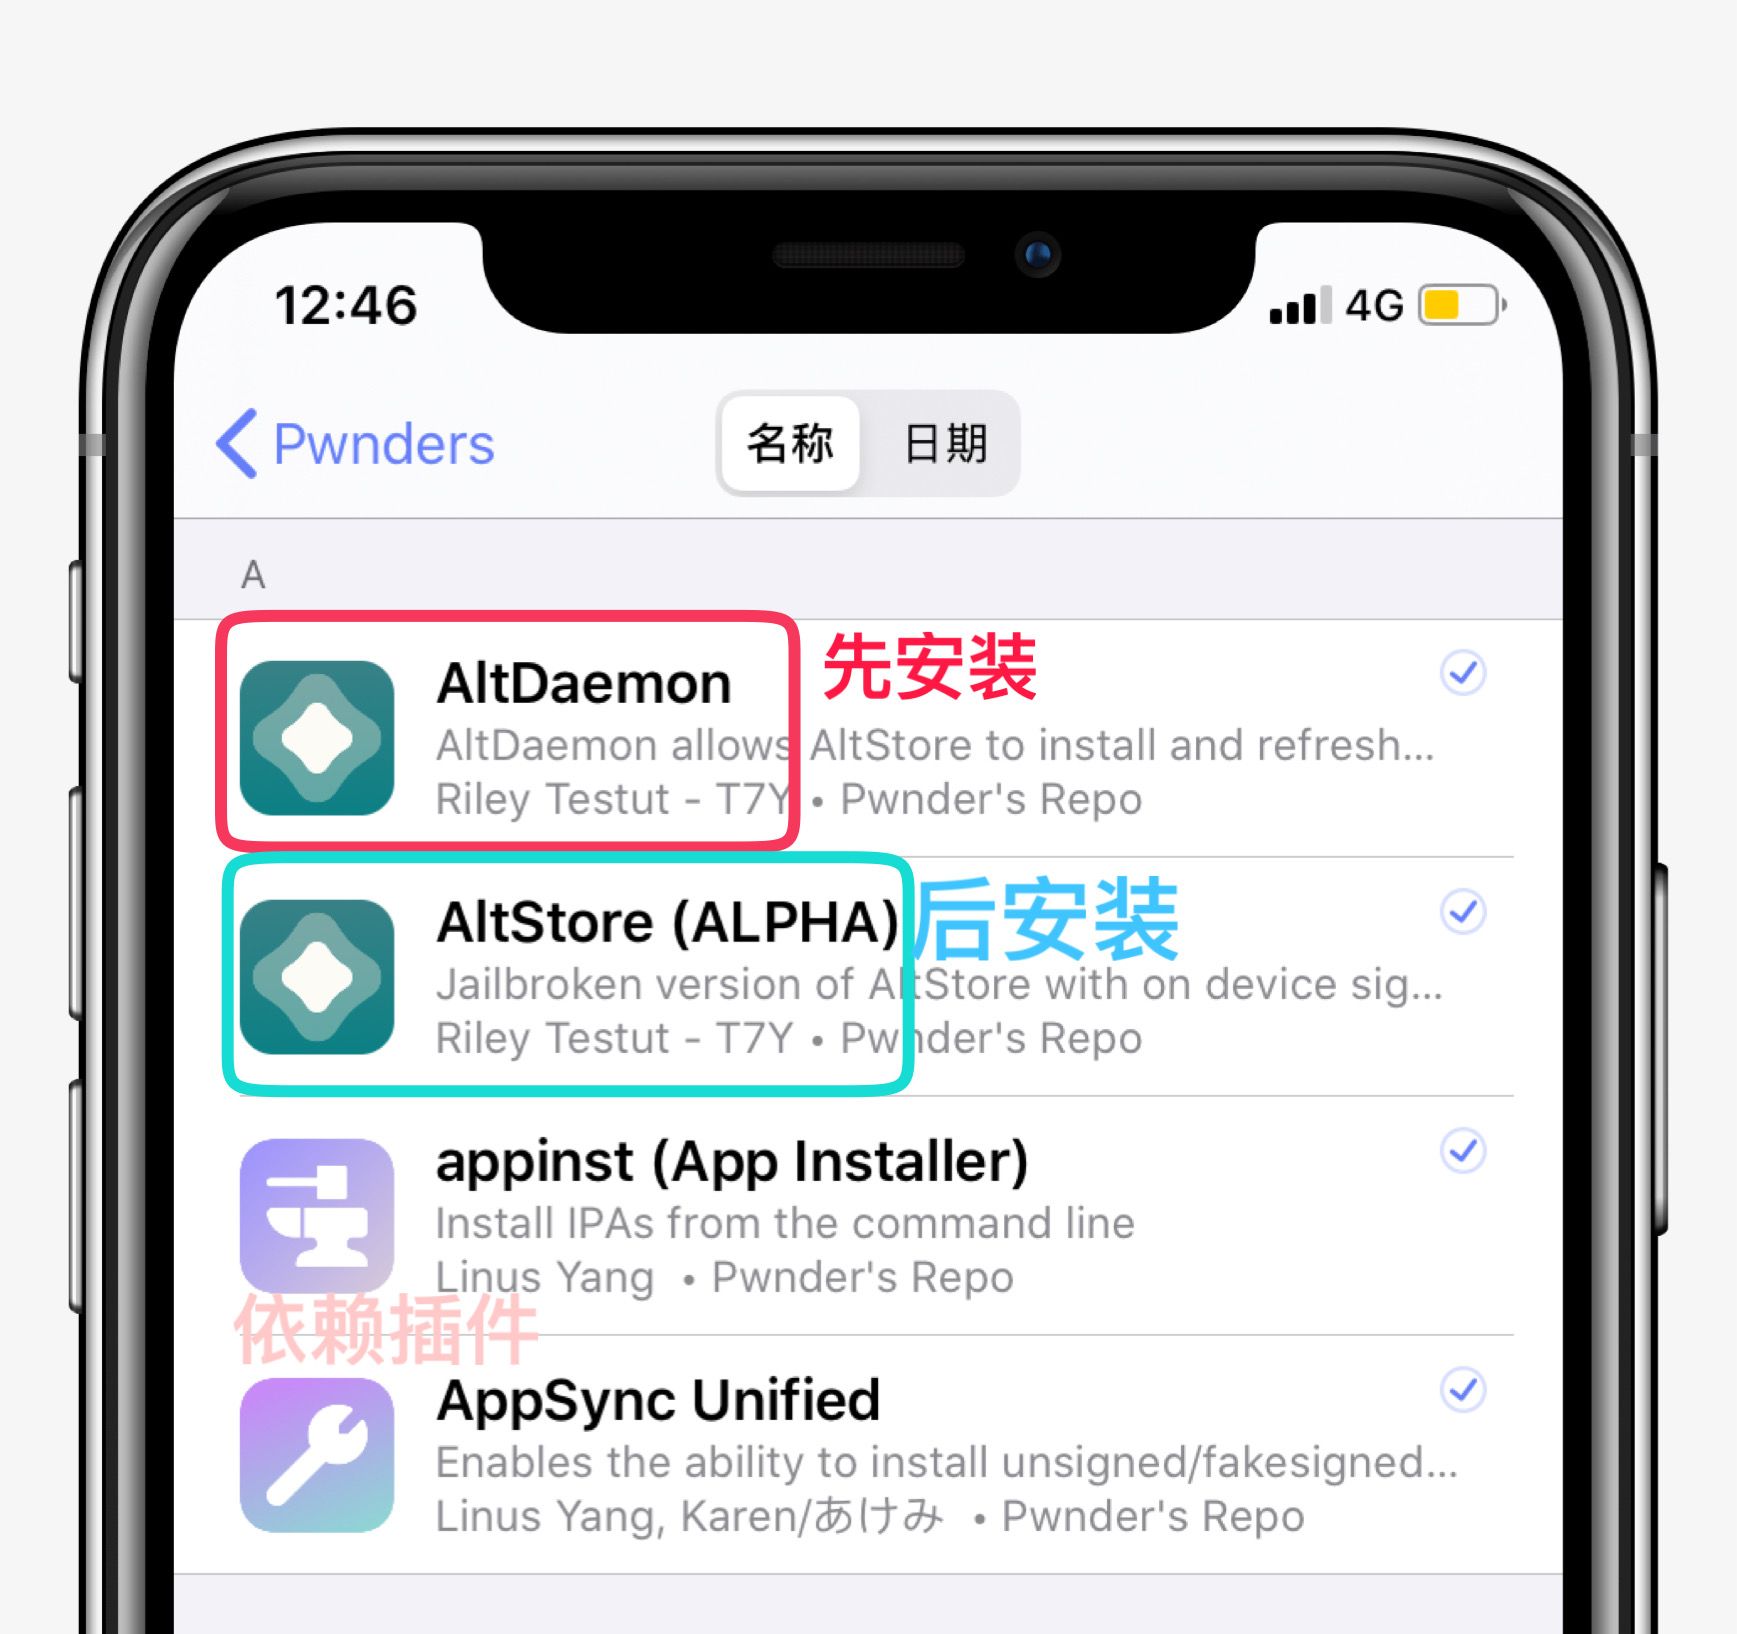 12:46
4G
Pwnders
名称
日期
A
AltDaemon
先安装
AltDaemon allows AltStore to install and refresh...
Riley Testut - T7Y • Pwnder's Repo
AltStore (ALPHA)
后安装
Jailbroken version of AltStore with on device sig...
Riley Testut - T7Y • Pwnder's Repo
appinst (App Installer)
Install IPAs from the command line
Linus Yang • Pwnder's Repo
依赖插件
AppSync Unified
Enables the ability to install unsigned/fakesigned...
Linus Yang, Karen/あけみ • Pwnder's Repo